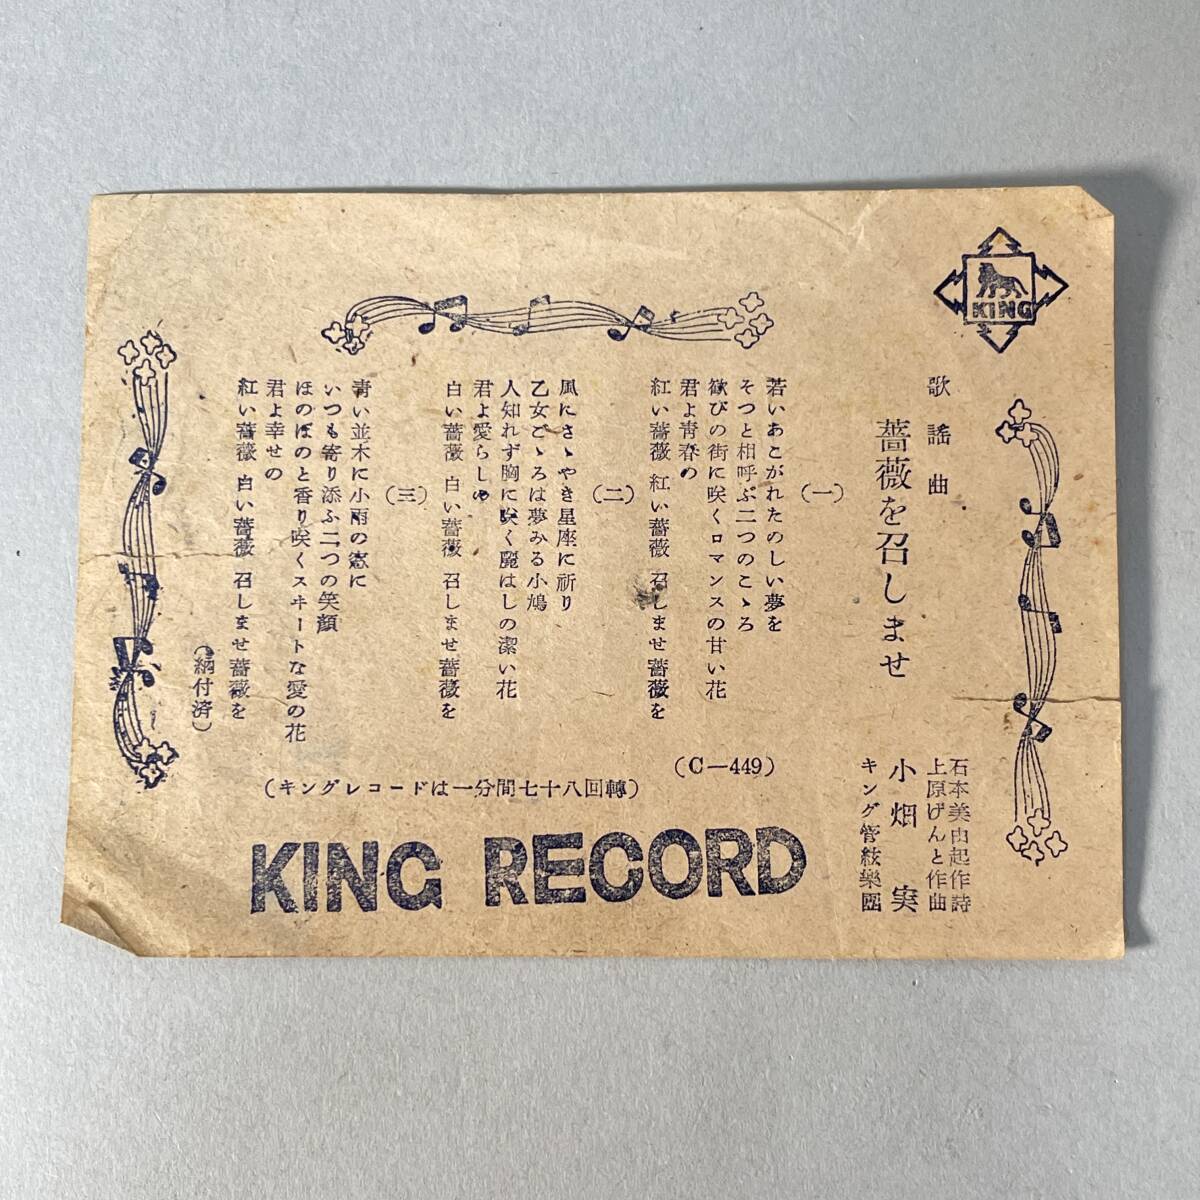 KING
歌謠曲
薔薇を召しませ
石本美由起作詩
上原げんと作曲
小畑実
キング管絃樂團
(一)
若いあこがれたのしい夢を
そつと相呼ぶ二つのこゝろ
歓びの街に咲くロマンスの甘い花
君よ靑春の
紅い薔薇 紅い薔薇 召しませ薔薇を
(二)
風にさゝやき星座に祈り
乙女ごゝろは夢みる小鳩
人知れず胸に咲く麗はしの潔い花
君よ愛らしの
白い薔薇 白い薔薇 召しませ薔薇を
(三)
靑い並木に小雨の窓に
いつも寄り添ふ二つの笑顔
ほのぼのと香り咲くスヰートな愛の花
君よ幸せの
紅い薔薇 白い薔薇 召しませ薔薇を
(納付済)
(C—449)
(キングレコードは一分間七十八回轉)
KING RECORD